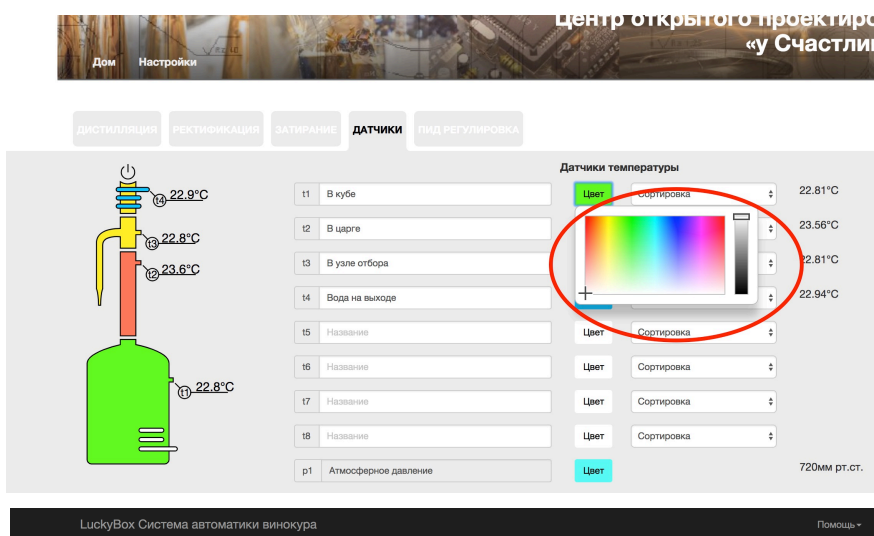 Центр открытого проектиро
«у Счастли
Дом Настройки
ДИСТИЛЛЯЦИЯ РЕКТИФИКАЦИЯ ЗАТИРАНИЕ ДАТЧИКИ ПИД РЕГУЛИРОВКА
Датчики температуры
t4 22.9°C
t3 22.8°C
t2 23.6°C
t1 22.8°C
t1 В кубе Цвет Сортировка 22.81°C
t2 В царге 23.56°C
t3 В узле отбора 22.81°C
t4 Вода на выходе 22.94°C
t5 Название Цвет Сортировка
t6 Название Цвет Сортировка
t7 Название Цвет Сортировка
t8 Название Цвет Сортировка
p1 Атмосферное давление Цвет 720мм рт.ст.
LuckyBox Система автоматики винокура Помощь